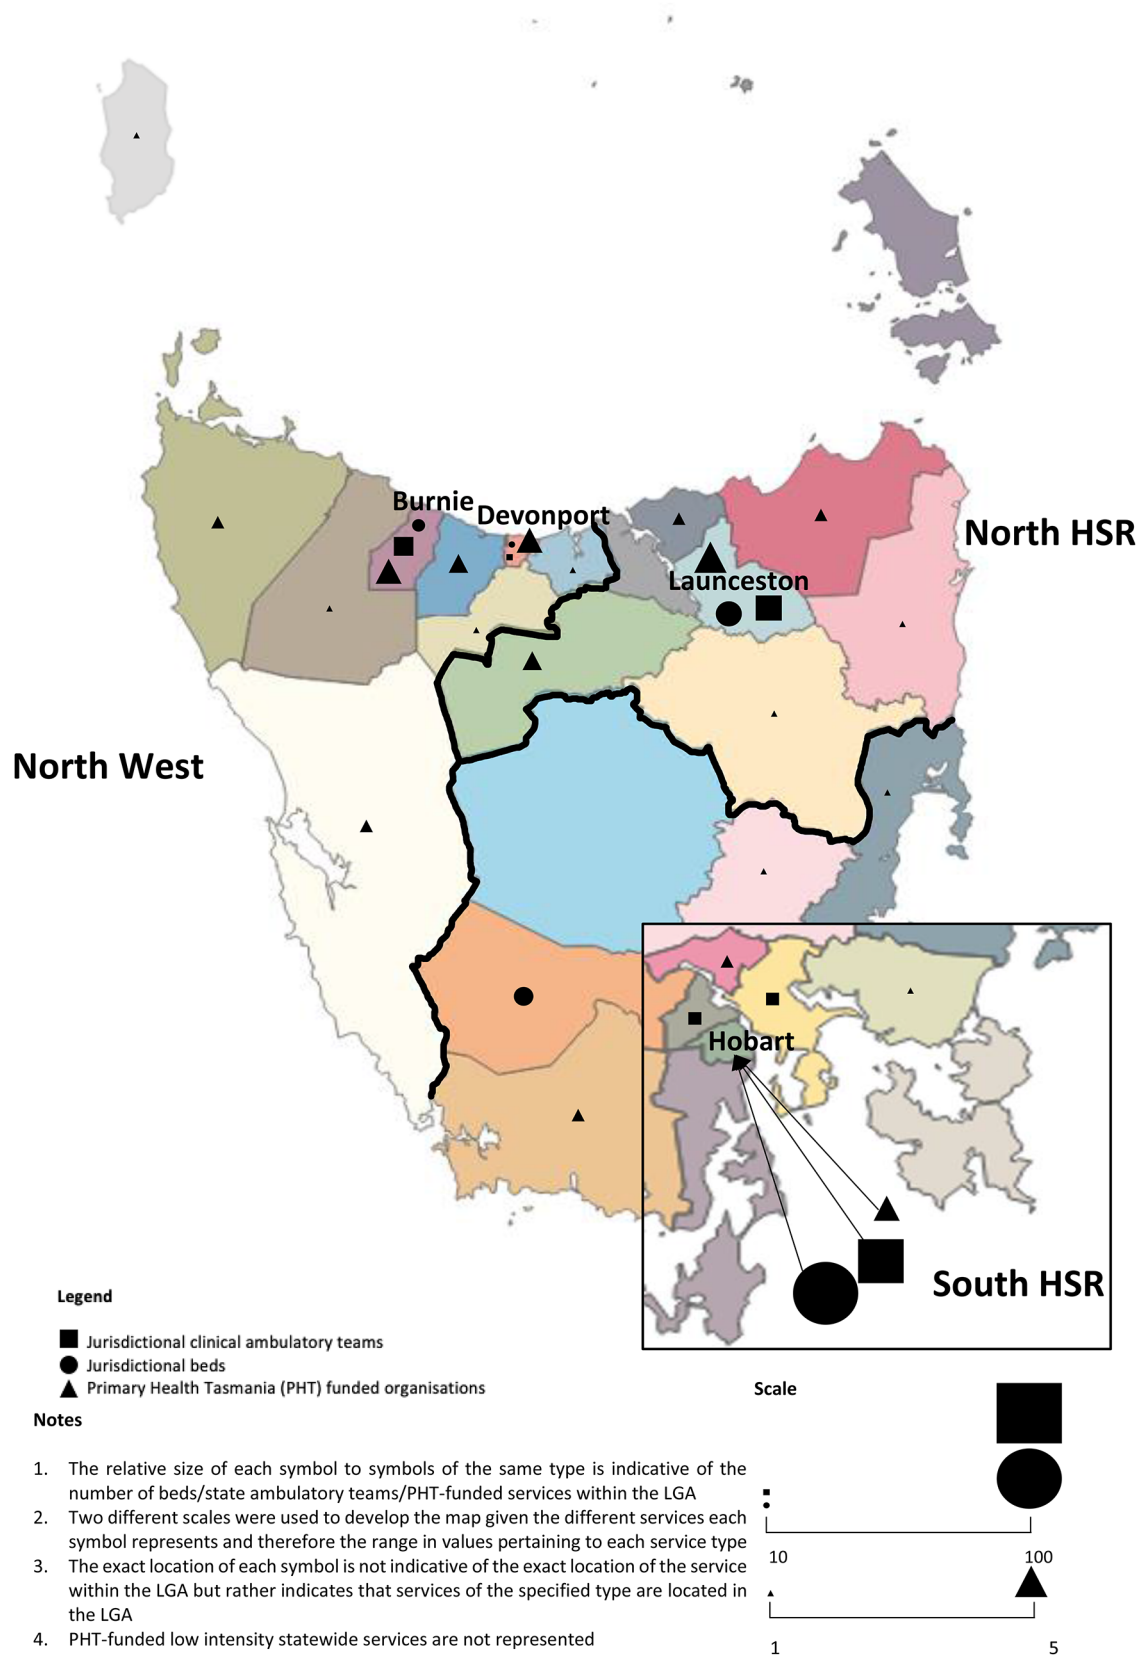 Burnie
Devonport
North HSR
Launceston
North West
Hobart
South HSR
Legend
Jurisdictional clinical ambulatory teams
Jurisdictional beds
Primary Health Tasmania (PHT) funded organisations
Notes
1. The relative size of each symbol to symbols of the same type is indicative of the
number of beds/state ambulatory teams/PHT-funded services within the LGA
2. Two different scales were used to develop the map given the different services each
symbol represents and therefore the range in values pertaining to each service type
3. The exact location of each symbol is not indicative of the exact location of the service
within the LGA but rather indicates that services of the specified type are located in
the LGA
4. PHT-funded low intensity statewide services are not represented
Scale
10 100
1 5